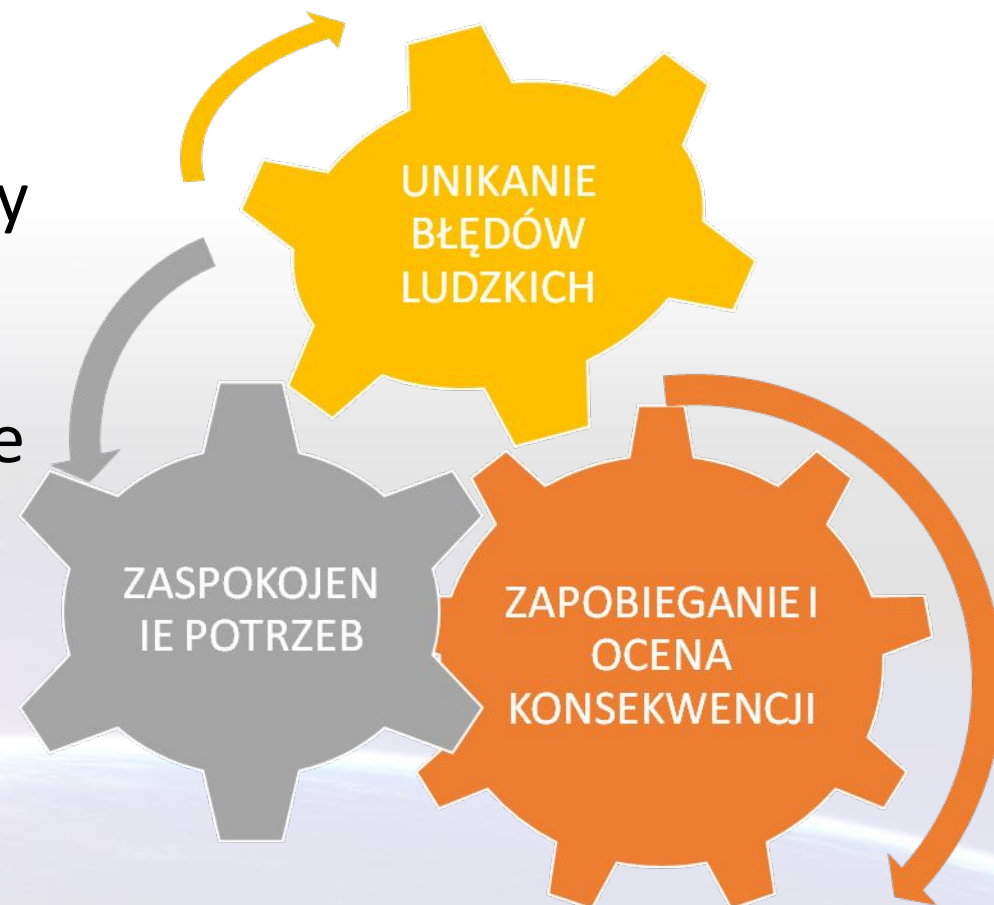 y
e
UNIKANIE
BŁĘDÓW
LUDZKICH
ZASPOKOJEN
IE POTRZEB
ZAPOBIEGANIE I
OCENA
KONSEKWENCJI